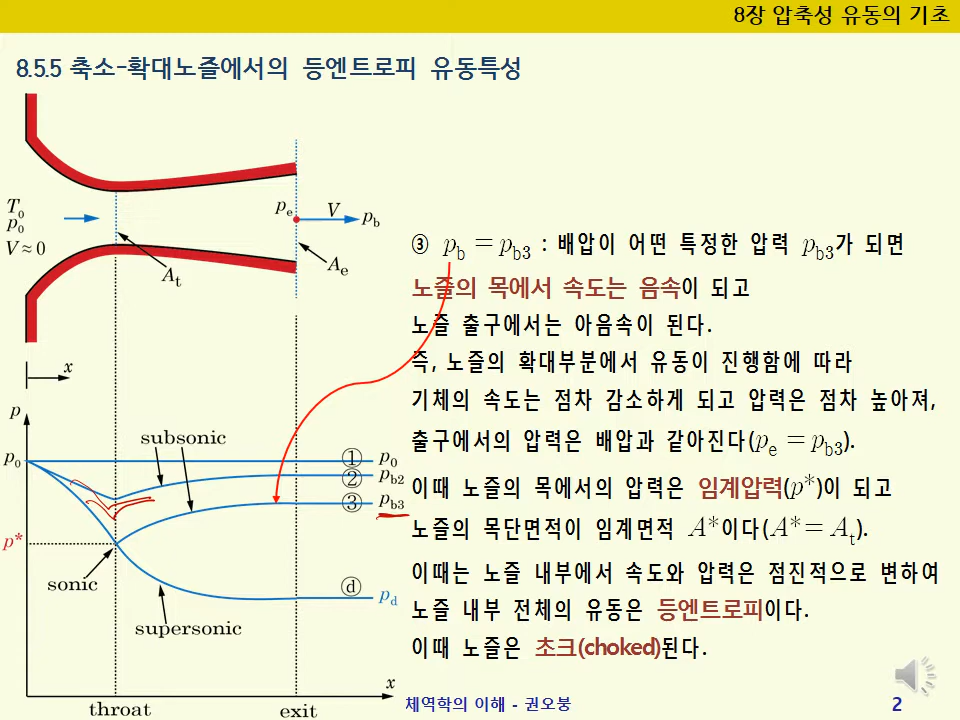 8장 압축성 유동의 기초
8.5.5 축소-확대노즐에서의 등엔트로피 유동특성
T₀
p₀
V≈0
pₑ
V
p_b
Aₜ
Aₑ
x
③ p_b = p_b3 : 배압이 어떤 특정한 압력 p_b3가 되면
노즐의 목에서 속도는 음속이 되고
노즐 출구에서는 아음속이 된다.
즉, 노즐의 확대부분에서 유동이 진행함에 따라
기체의 속도는 점차 감소하게 되고 압력은 점차 높아져,
출구에서의 압력은 배압과 같아진다(pₑ = p_b3).
이때 노즐의 목에서의 압력은 임계압력(p*)이 되고
노즐의 목단면적이 임계면적 A*이다(A* = Aₜ).
이때는 노즐 내부에서 속도와 압력은 점진적으로 변하여
노즐 내부 전체의 유동은 등엔트로피이다.
이때 노즐은 초크(choked)된다.
p
subsonic
p₀
① p₀
② p_b2
③ p_b3
p*
sonic
ⓓ p_d
supersonic
x
throat
exit
체역학의 이해 - 권오붕
2